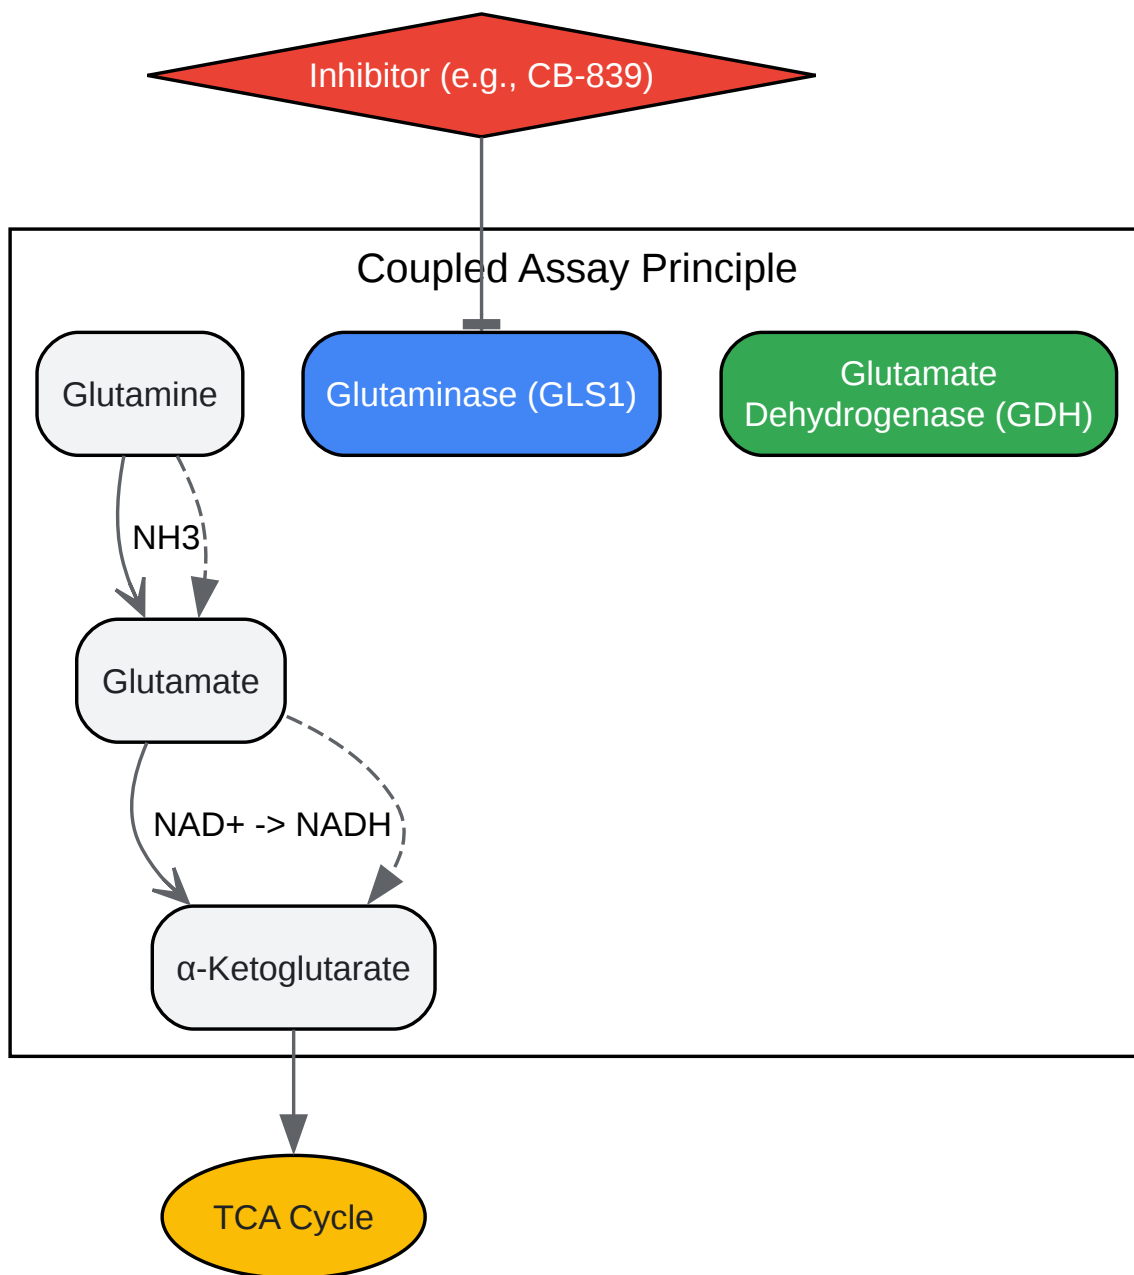 Inhibitor (e.g., CB-839)
Coupled Assay Principle
Glutamine
Glutaminase (GLS1)
Glutamate
Dehydrogenase (GDH)
NH3
Glutamate
NAD+ -> NADH
α-Ketoglutarate
TCA Cycle